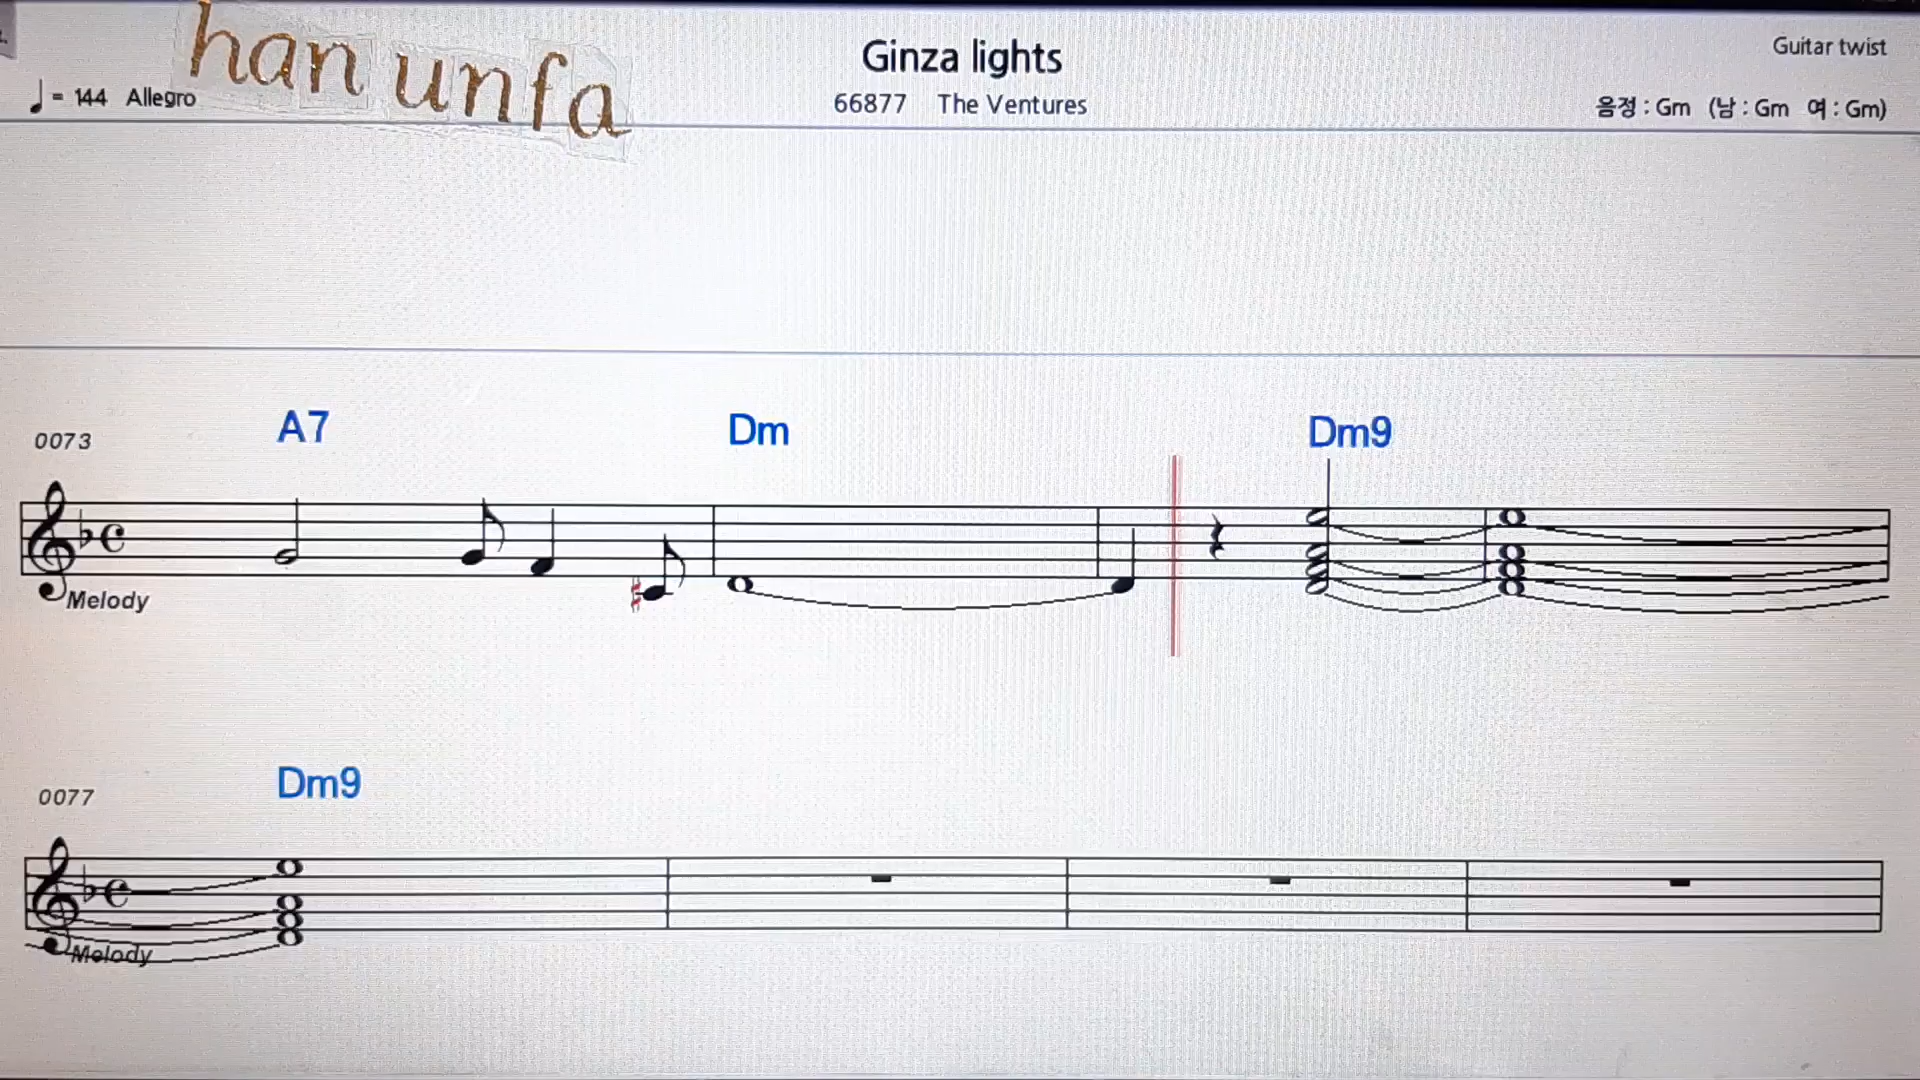 han unfa
Ginza lights
Guitar twist
= 144 Allegro
66877 The Ventures
음정 : Gm (남 : Gm 여 : Gm)
0073 A7 Dm Dm9
Melody
0077 Dm9
Melody